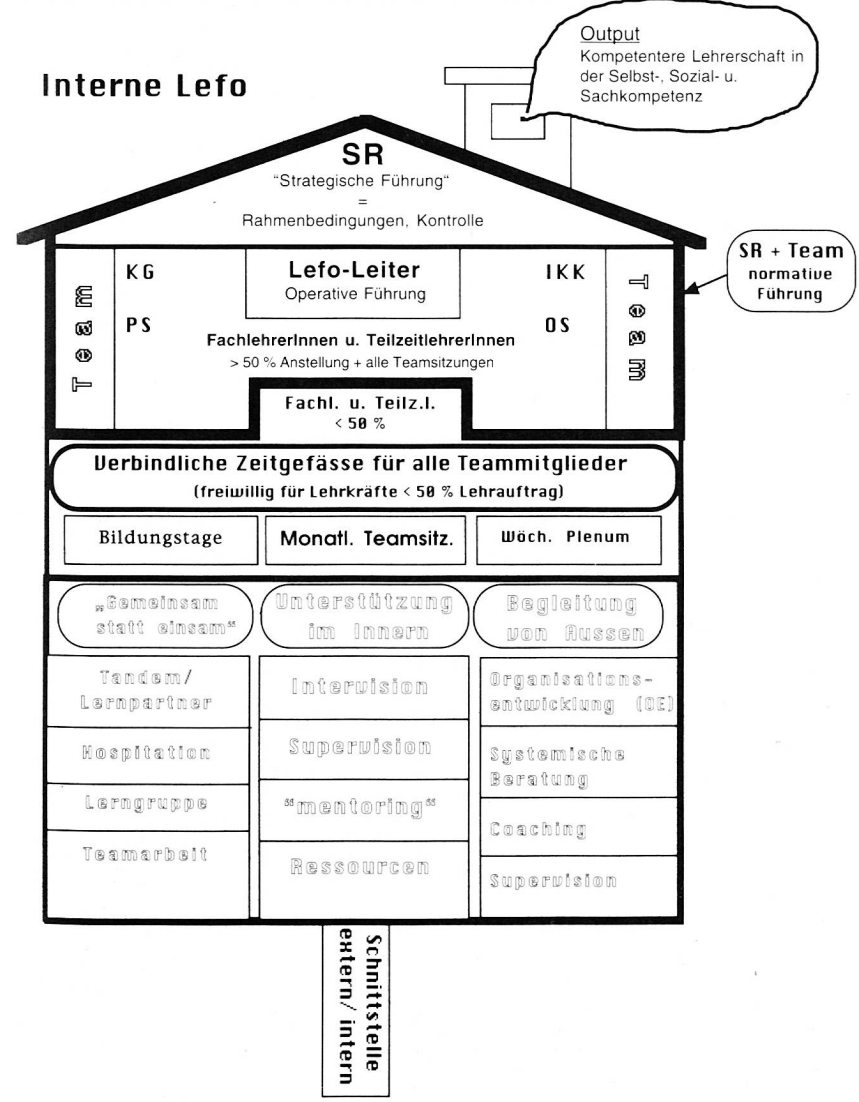 Output
Kompetentere Lehrerschaft in
der Selbst-, Sozial- u.
Sachkompetenz
Interne Lefo
SR
"Strategische Führung"
=
Rahmenbedingungen, Kontrolle
SR + Team
normative
Führung
Team
KG
PS
Lefo-Leiter
Operative Führung
IKK
OS
Team
FachlehrerInnen u. TeilzeitlehrerInnen
> 50 % Anstellung + alle Teamsitzungen
Fachl. u. Teilz.l.
< 50 %
Verbindliche Zeitgefässe für alle Teammitglieder
(freiwillig für Lehrkräfte < 50 % Lehrauftrag)
Bildungstage
Monatl. Teamsitz.
Wöch. Plenum
„Gemeinsam
statt einsam“
Tandem/
Lernpartner
Hospitation
Lerngruppe
Teamarbeit
Unterstützung
im Innern
Intervision
Supervision
"mentoring"
Ressourcen
Begleitung
von Aussen
Organisations-
entwicklung (OE)
Systemische
Beratung
Coaching
Supervision
Schnittstelle
extern/ intern